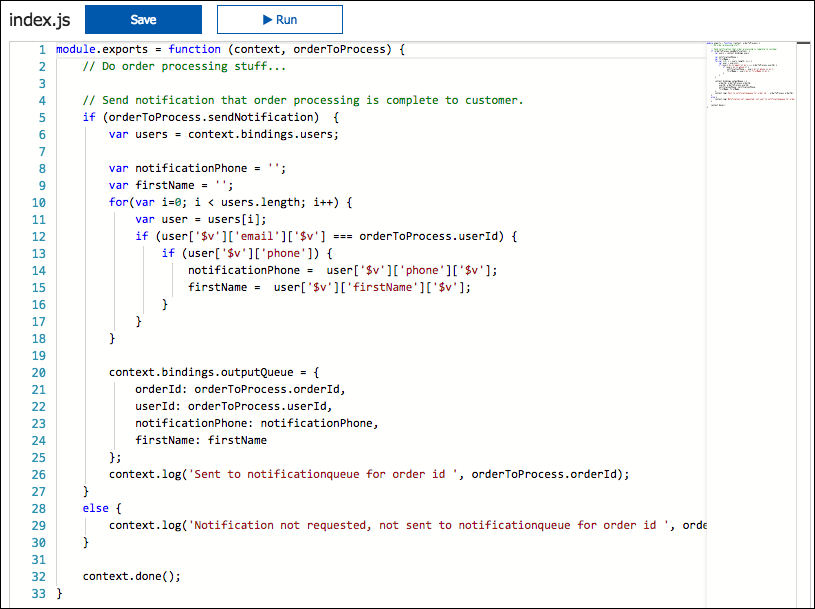 index.js Save Run
1 module.exports = function (context, orderToProcess) {
2 // Do order processing stuff...
3
4 // Send notification that order processing is complete to customer.
5 if (orderToProcess.sendNotification)  {
6 var users = context.bindings.users;
7
8 var notificationPhone = '';
9 var firstName = '';
10 for(var i=0; i < users.length; i++) {
11 var user = users[i];
12 if (user['$v']['email']['$v'] === orderToProcess.userId) {
13 if (user['$v']['phone']) {
14 notificationPhone =  user['$v']['phone']['$v'];
15 firstName =  user['$v']['firstName']['$v'];
16 }
17 }
18 }
19
20 context.bindings.outputQueue = {
21 orderId: orderToProcess.orderId,
22 userId: orderToProcess.userId,
23 notificationPhone: notificationPhone,
24 firstName: firstName
25 };
26 context.log('Sent to notificationqueue for order id ', orderToProcess.orderId);
27 }
28 else {
29 context.log('Notification not requested, not sent to notificationqueue for order id ', orde
30 }
31
32 context.done();
33 }